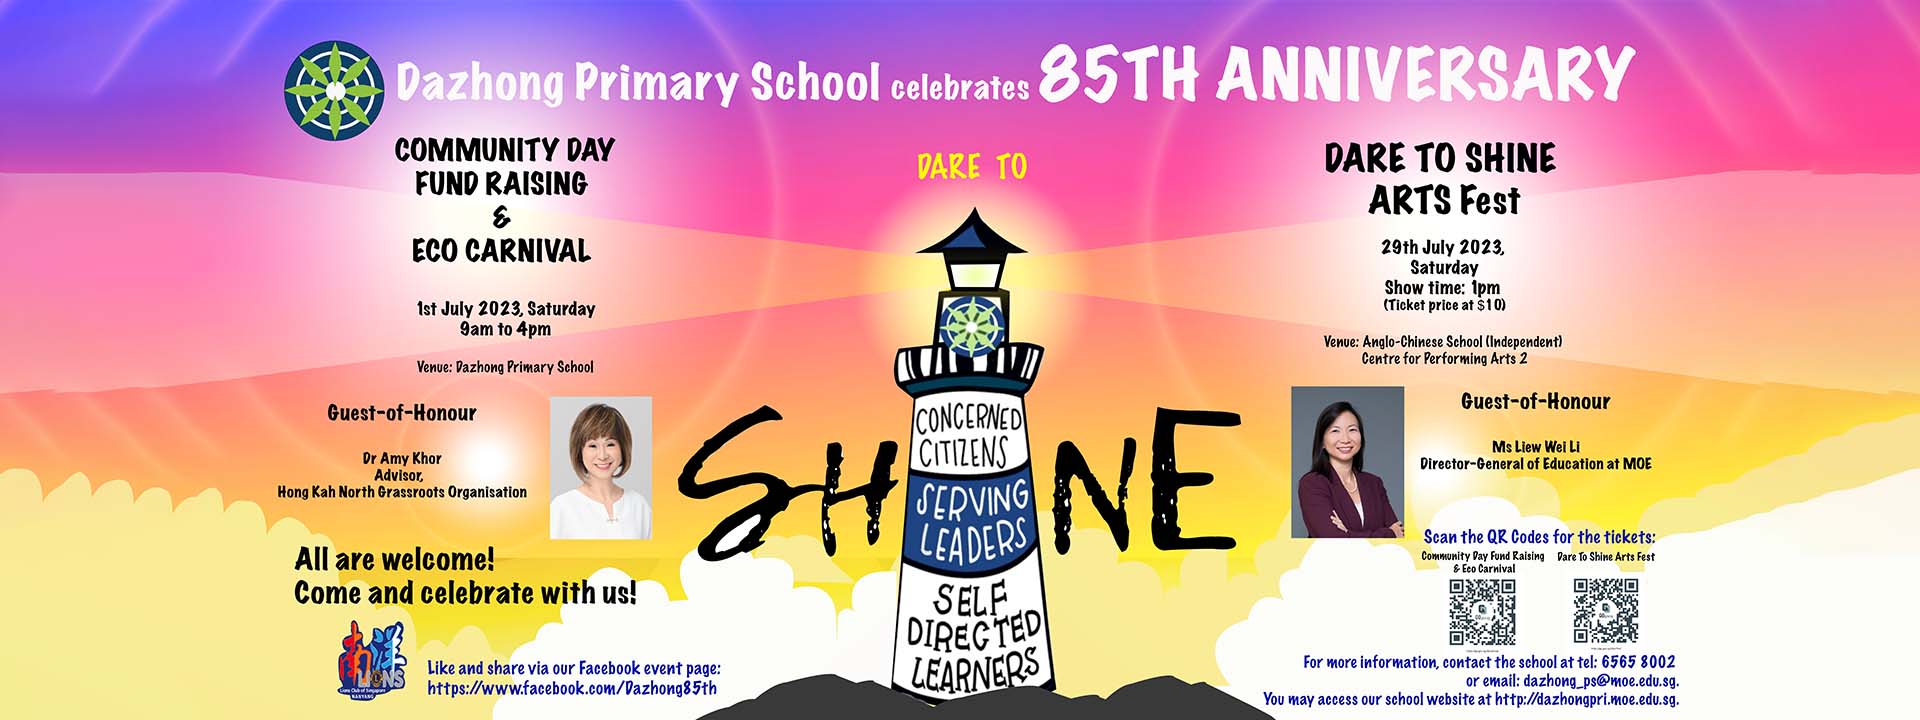 Dazhong Primary School celebrates 85TH ANNIVERSARY
COMMUNITY DAY
FUND RAISING
&
ECO CARNIVAL
1st July 2023, Saturday
9am to 4pm
Venue: Dazhong Primary School
Guest-of-Honour
Dr Amy Khor
Advisor,
Hong Kah North Grassroots Organisation
All are welcome!
Come and celebrate with us!
南洋
LIONS
Lions Club of Singapore
NANYANG
Like and share via our Facebook event page:
https://www.facebook.com/Dazhong85th
DARE TO
SHINE
CONCERNED
CITIZENS
SERVING
LEADERS
SELF
DIRECTED
LEARNERS
DARE TO SHINE
ARTS Fest
29th July 2023,
Saturday
Show time: 1pm
(Ticket price at $10)
Venue: Anglo-Chinese School (Independent)
Centre for Performing Arts 2
Guest-of-Honour
Ms Liew Wei Li
Director-General of Education at MOE
Scan the QR Codes for the tickets:
Community Day Fund Raising
& Eco Carnival
Dare To Shine Arts Fest
For more information, contact the school at tel: 6565 8002
or email: dazhong_ps@moe.edu.sg.
You may access our school website at http://dazhongpri.moe.edu.sg.